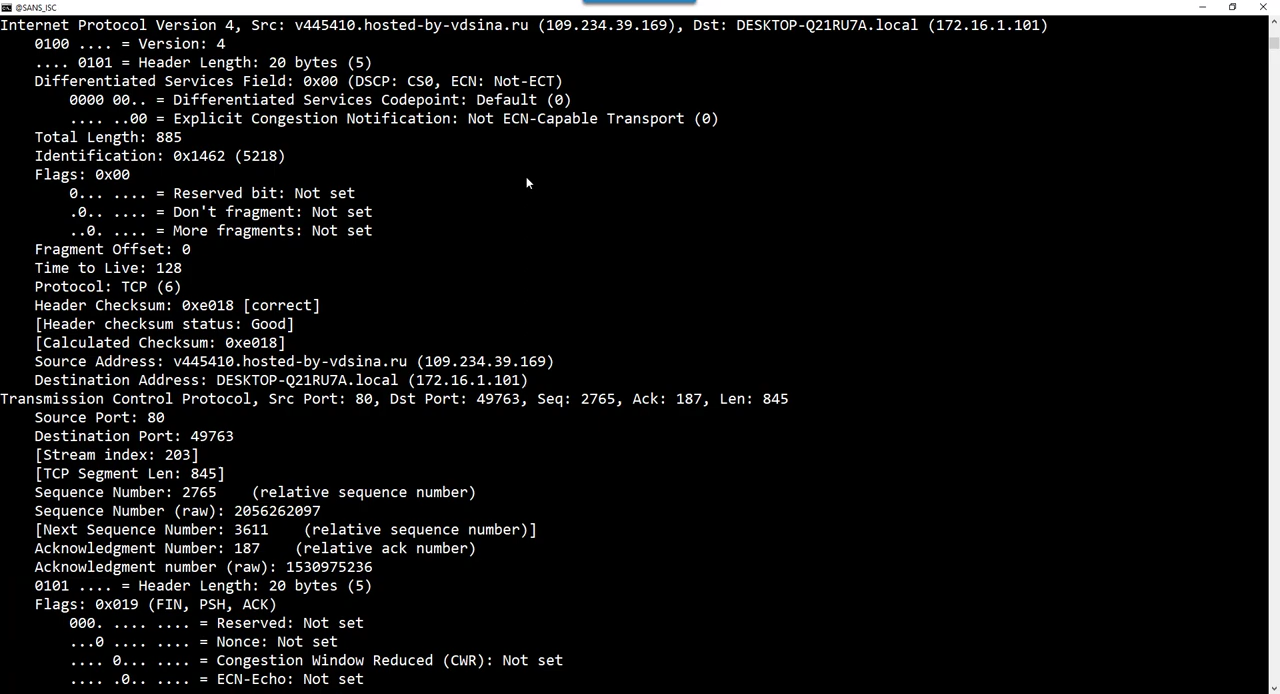 @SANS_ISC
Internet Protocol Version 4, Src: v445410.hosted-by-vdsina.ru (109.234.39.169), Dst: DESKTOP-Q21RU7A.local (172.16.1.101)
0100 .... = Version: 4
.... 0101 = Header Length: 20 bytes (5)
Differentiated Services Field: 0x00 (DSCP: CS0, ECN: Not-ECT)
0000 00.. = Differentiated Services Codepoint: Default (0)
.... ..00 = Explicit Congestion Notification: Not ECN-Capable Transport (0)
Total Length: 885
Identification: 0x1462 (5218)
Flags: 0x00
0... .... = Reserved bit: Not set
.0.. .... = Don't fragment: Not set
..0. .... = More fragments: Not set
Fragment Offset: 0
Time to Live: 128
Protocol: TCP (6)
Header Checksum: 0xe018 [correct]
[Header checksum status: Good]
[Calculated Checksum: 0xe018]
Source Address: v445410.hosted-by-vdsina.ru (109.234.39.169)
Destination Address: DESKTOP-Q21RU7A.local (172.16.1.101)
Transmission Control Protocol, Src Port: 80, Dst Port: 49763, Seq: 2765, Ack: 187, Len: 845
Source Port: 80
Destination Port: 49763
[Stream index: 203]
[TCP Segment Len: 845]
Sequence Number: 2765    (relative sequence number)
Sequence Number (raw): 2056262097
[Next Sequence Number: 3611    (relative sequence number)]
Acknowledgment Number: 187    (relative ack number)
Acknowledgment number (raw): 1530975236
0101 .... = Header Length: 20 bytes (5)
Flags: 0x019 (FIN, PSH, ACK)
000. .... .... = Reserved: Not set
...0 .... .... = Nonce: Not set
.... 0... .... = Congestion Window Reduced (CWR): Not set
.... .0.. .... = ECN-Echo: Not set